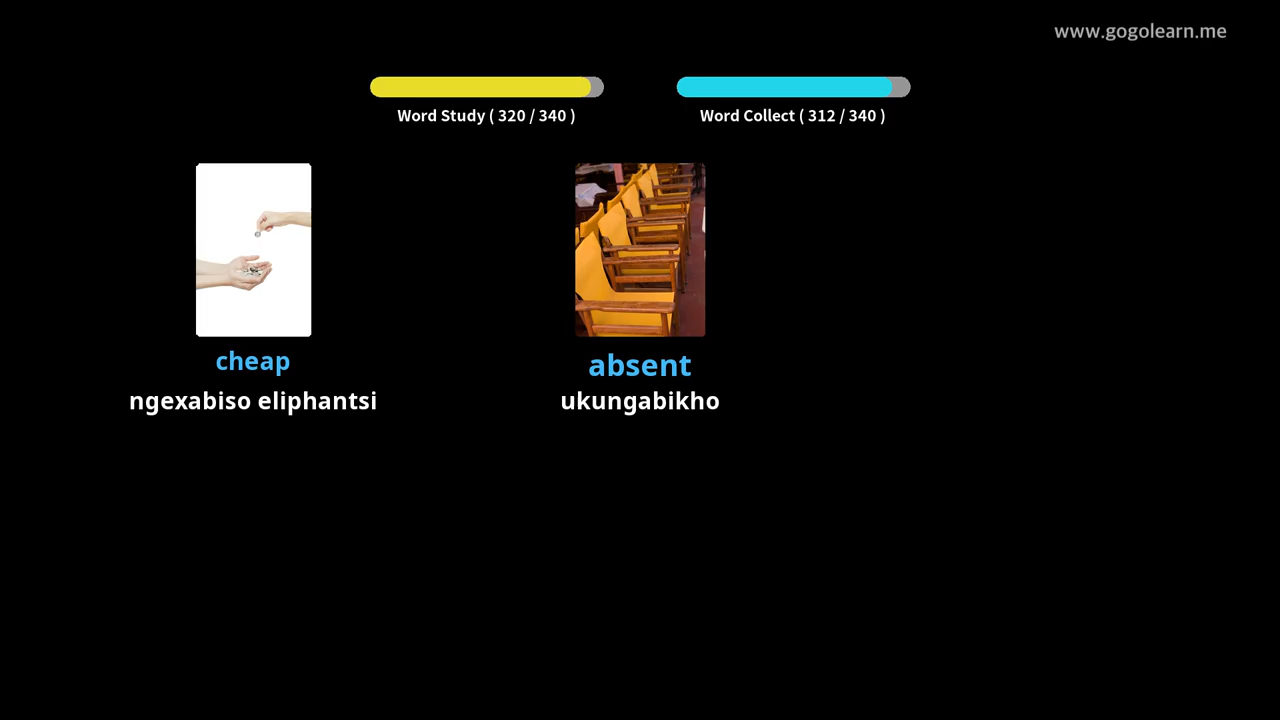 www.gogolearn.me
Word Study ( 320 / 340 )
Word Collect ( 312 / 340 )
cheap
ngexabiso eliphantsi
absent
ukungabikho